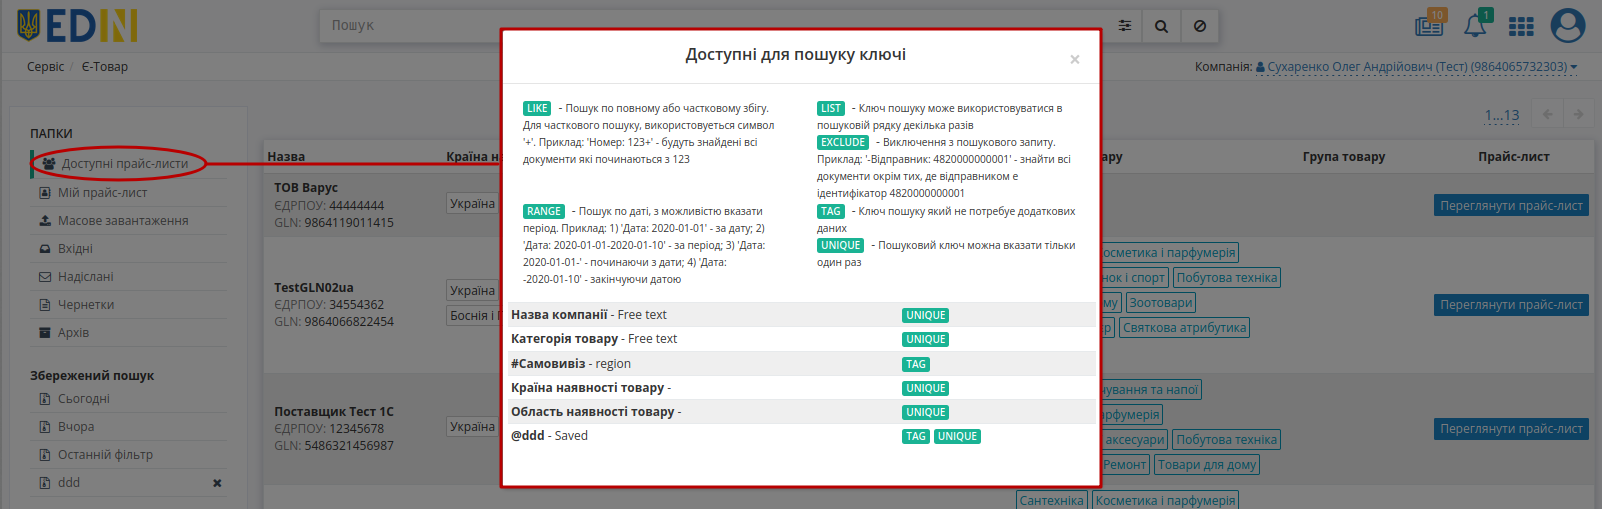 EDIN
Пошук
10
1
Сервіс / Є-Товар
Компанія: Сухаренко Олег Андрійович (Тест) (9864065732303)
ПАПКИ
Доступні прайс-листи
Мій прайс-лист
Масове завантаження
Вхідні
Надіслані
Чернетки
Архів
Збережений пошук
Сьогодні
Вчора
Останній фільтр
ddd
1...13
Назва
Країна
Група товару
Прайс-лист
ТОВ Варус
ЄДРПОУ: 44444444
GLN: 9864119011415
Україна
Переглянути прайс-лист
TestGLN02ua
ЄДРПОУ: 34554362
GLN: 9864066822454
Україна
Боснія і
Косметика і парфумерія
і спорт
Побутова техніка
Зоотовари
Святкова атрибутика
Переглянути прайс-лист
Поставщик Тест 1С
ЄДРПОУ: 12345678
GLN: 5486321456987
Україна
та напої
аксесуари
Побутова техніка
Ремонт
Товари для дому
Переглянути прайс-лист
Сантехніка
Косметика і парфумерія
Доступні для пошуку ключі
×
LIKE - Пошук по повному або частковому збігу.
Для часткового пошуку, використовується символ
'+'. Приклад: 'Номер: 123+' - будуть знайдені всі
документи які починаються з 123
LIST - Ключ пошуку може використовуватися в
пошуковій рядку декілька разів
EXCLUDE - Виключення з пошукового запиту.
Приклад: '-Відправник: 4820000000001' - знайти всі
документи окрім тих, де відправником е
ідентифікатор 4820000000001
RANGE - Пошук по даті, з можливістю вказати
період. Приклад: 1) 'Дата: 2020-01-01' - за дату; 2)
'Дата: 2020-01-01-2020-01-10' - за період; 3) 'Дата:
2020-01-01-' - починаючи з дати; 4) 'Дата:
-2020-01-10' - закінчуючи датою
TAG - Ключ пошуку який не потребує додаткових
даних
UNIQUE - Пошуковий ключ можна вказати тільки
один раз
Назва компанії - Free text UNIQUE
Категорія товару - Free text UNIQUE
#Самовивіз - region TAG
Країна наявності товару - UNIQUE
Область наявності товару - UNIQUE
@ddd - Saved TAG UNIQUE